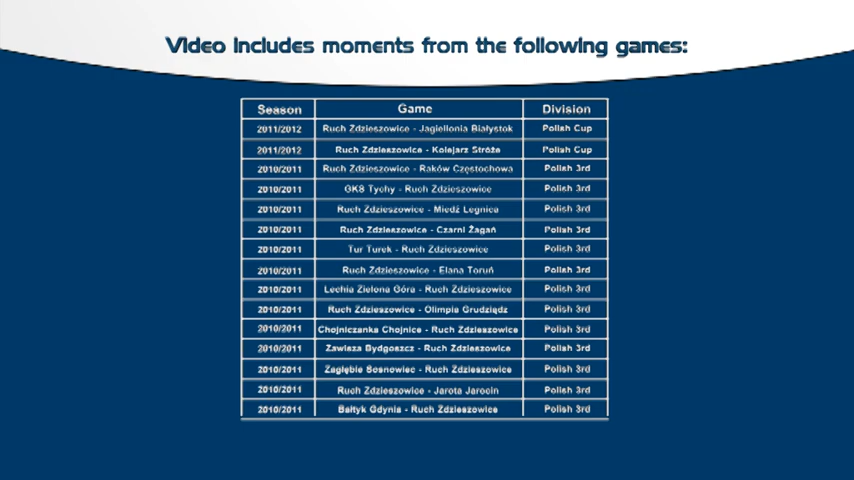 Video includes moments from the following games:
Season Game Division
2011/2012 Ruch Zdzieszowice - Jagiellonia Białystok Polish Cup
2011/2012 Ruch Zdzieszowice - Kolejarz Stróże Polish Cup
2010/2011 Ruch Zdzieszowice - Raków Częstochowa Polish 3rd
2010/2011 GKS Tychy - Ruch Zdzieszowice Polish 3rd
2010/2011 Ruch Zdzieszowice - Miedź Legnica Polish 3rd
2010/2011 Ruch Zdzieszowice - Czarni Żagań Polish 3rd
2010/2011 Tur Turek - Ruch Zdzieszowice Polish 3rd
2010/2011 Ruch Zdzieszowice - Elana Toruń Polish 3rd
2010/2011 Lechia Zielona Góra - Ruch Zdzieszowice Polish 3rd
2010/2011 Ruch Zdzieszowice - Olimpia Grudziądz Polish 3rd
2010/2011 Chojniczanka Chojnice - Ruch Zdzieszowice Polish 3rd
2010/2011 Zawisza Bydgoszcz - Ruch Zdzieszowice Polish 3rd
2010/2011 Zagłębie Sosnowiec - Ruch Zdzieszowice Polish 3rd
2010/2011 Ruch Zdzieszowice - Jarota Jarocin Polish 3rd
2010/2011 Bałtyk Gdynia - Ruch Zdzieszowice Polish 3rd